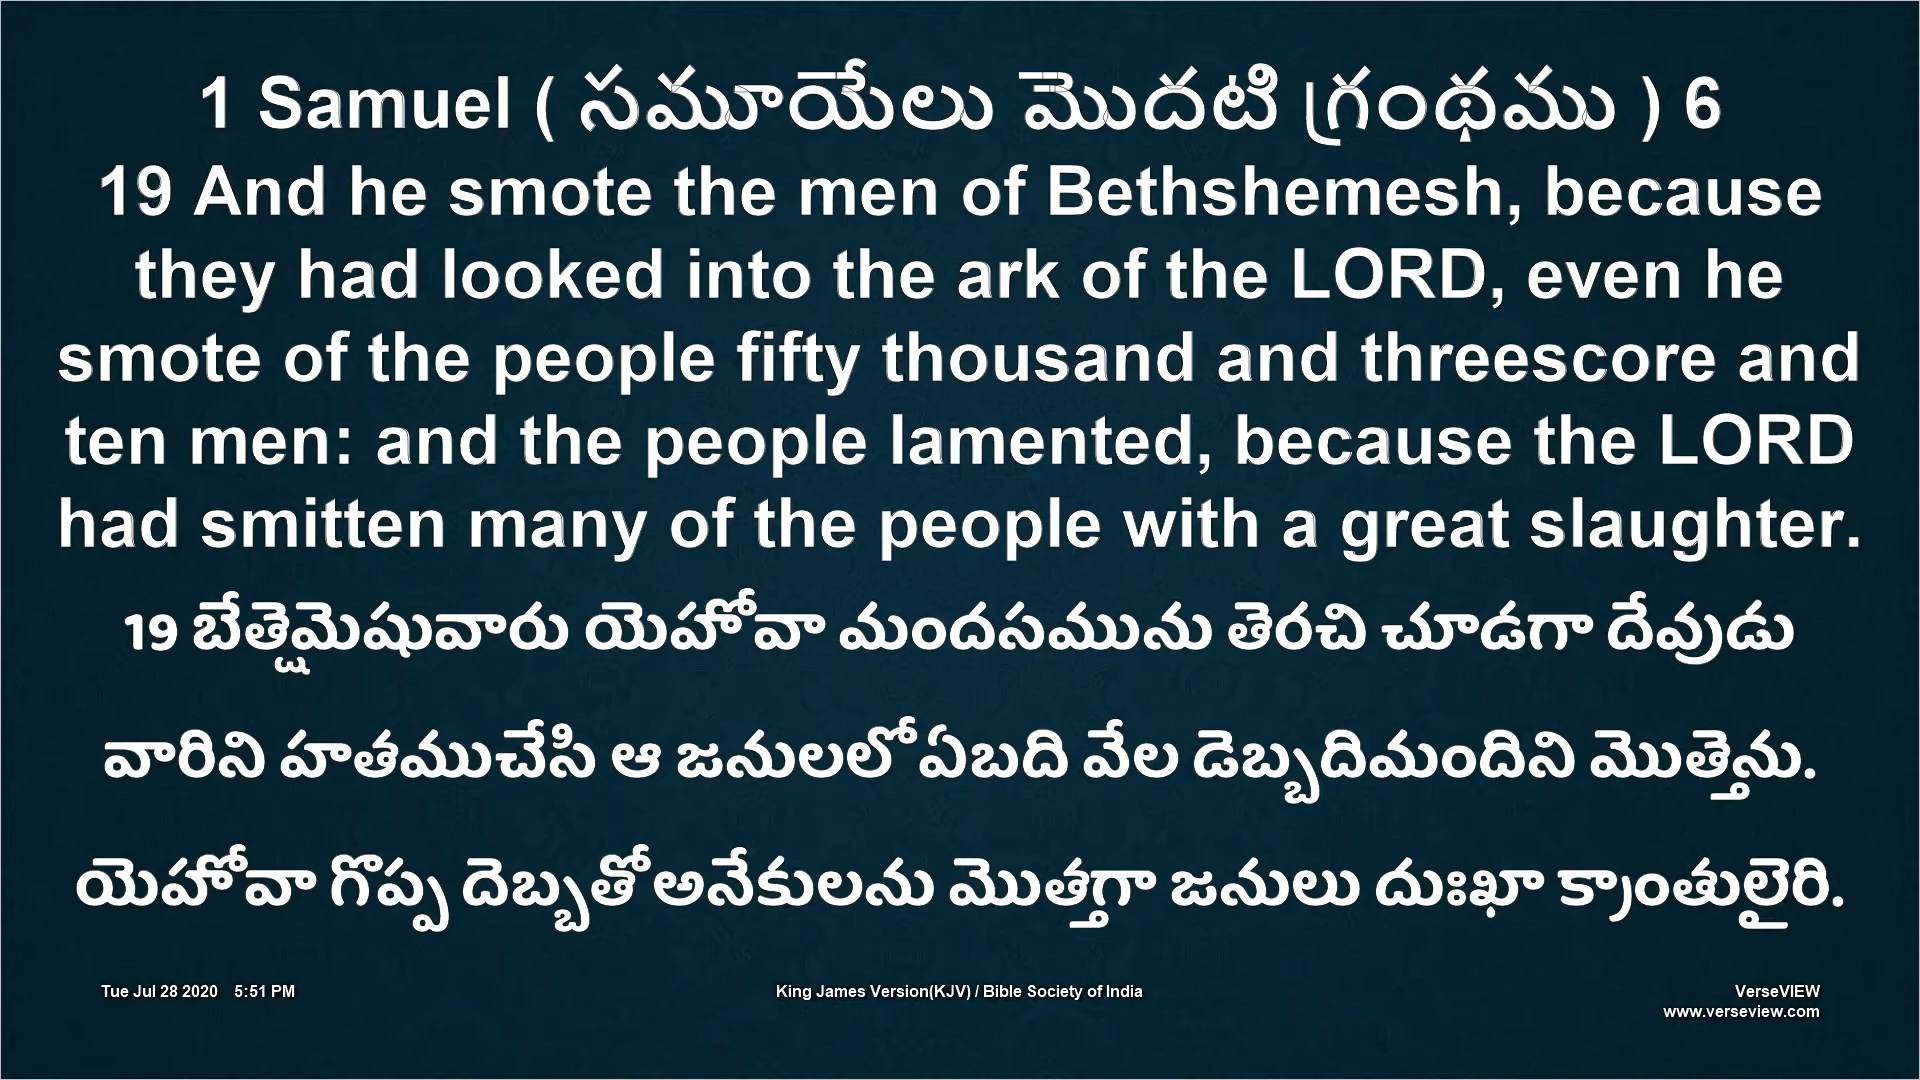 1 Samuel ( సమూయేలు మొదటి గ్రంథము ) 6
19 And he smote the men of Bethshemesh, because
they had looked into the ark of the LORD, even he
smote of the people fifty thousand and threescore and
ten men: and the people lamented, because the LORD
had smitten many of the people with a great slaughter.
19 బేత్షెమెషువారు యెహోవా మందసమును తెరచి చూడగా దేవుడు
వారిని హతముచేసి ఆ జనులలో ఏబది వేల డెబ్బదిమందిని మొత్తెను.
యెహోవా గొప్ప దెబ్బతో అనేకులను మొత్తగా జనులు దుఃఖా క్రాంతులైరి.
Tue Jul 28 2020 5:51 PM
King James Version(KJV) / Bible Society of India
VerseVIEW
www.verseview.com